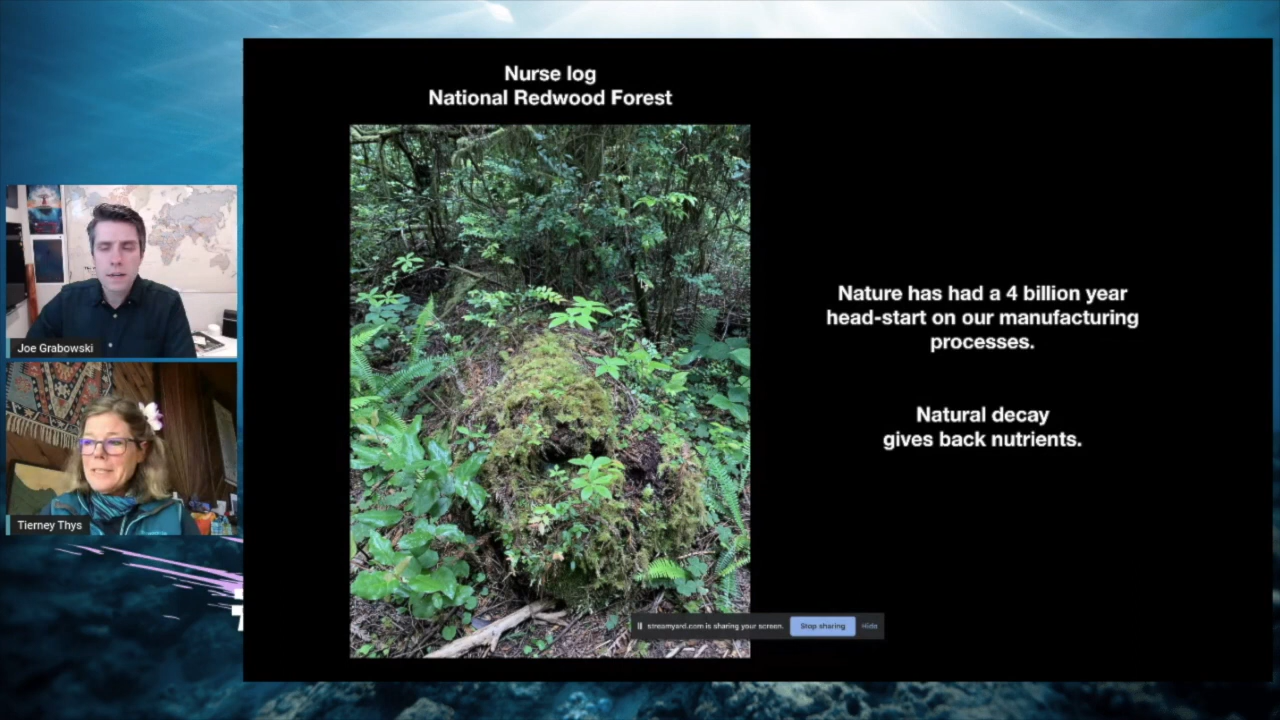 Nurse log
National Redwood Forest
Nature has had a 4 billion year
head-start on our manufacturing
processes.
Natural decay
gives back nutrients.
Joe Grabowski
Tierney Thys
streamyard.com is sharing your screen.
Stop sharing
Hide